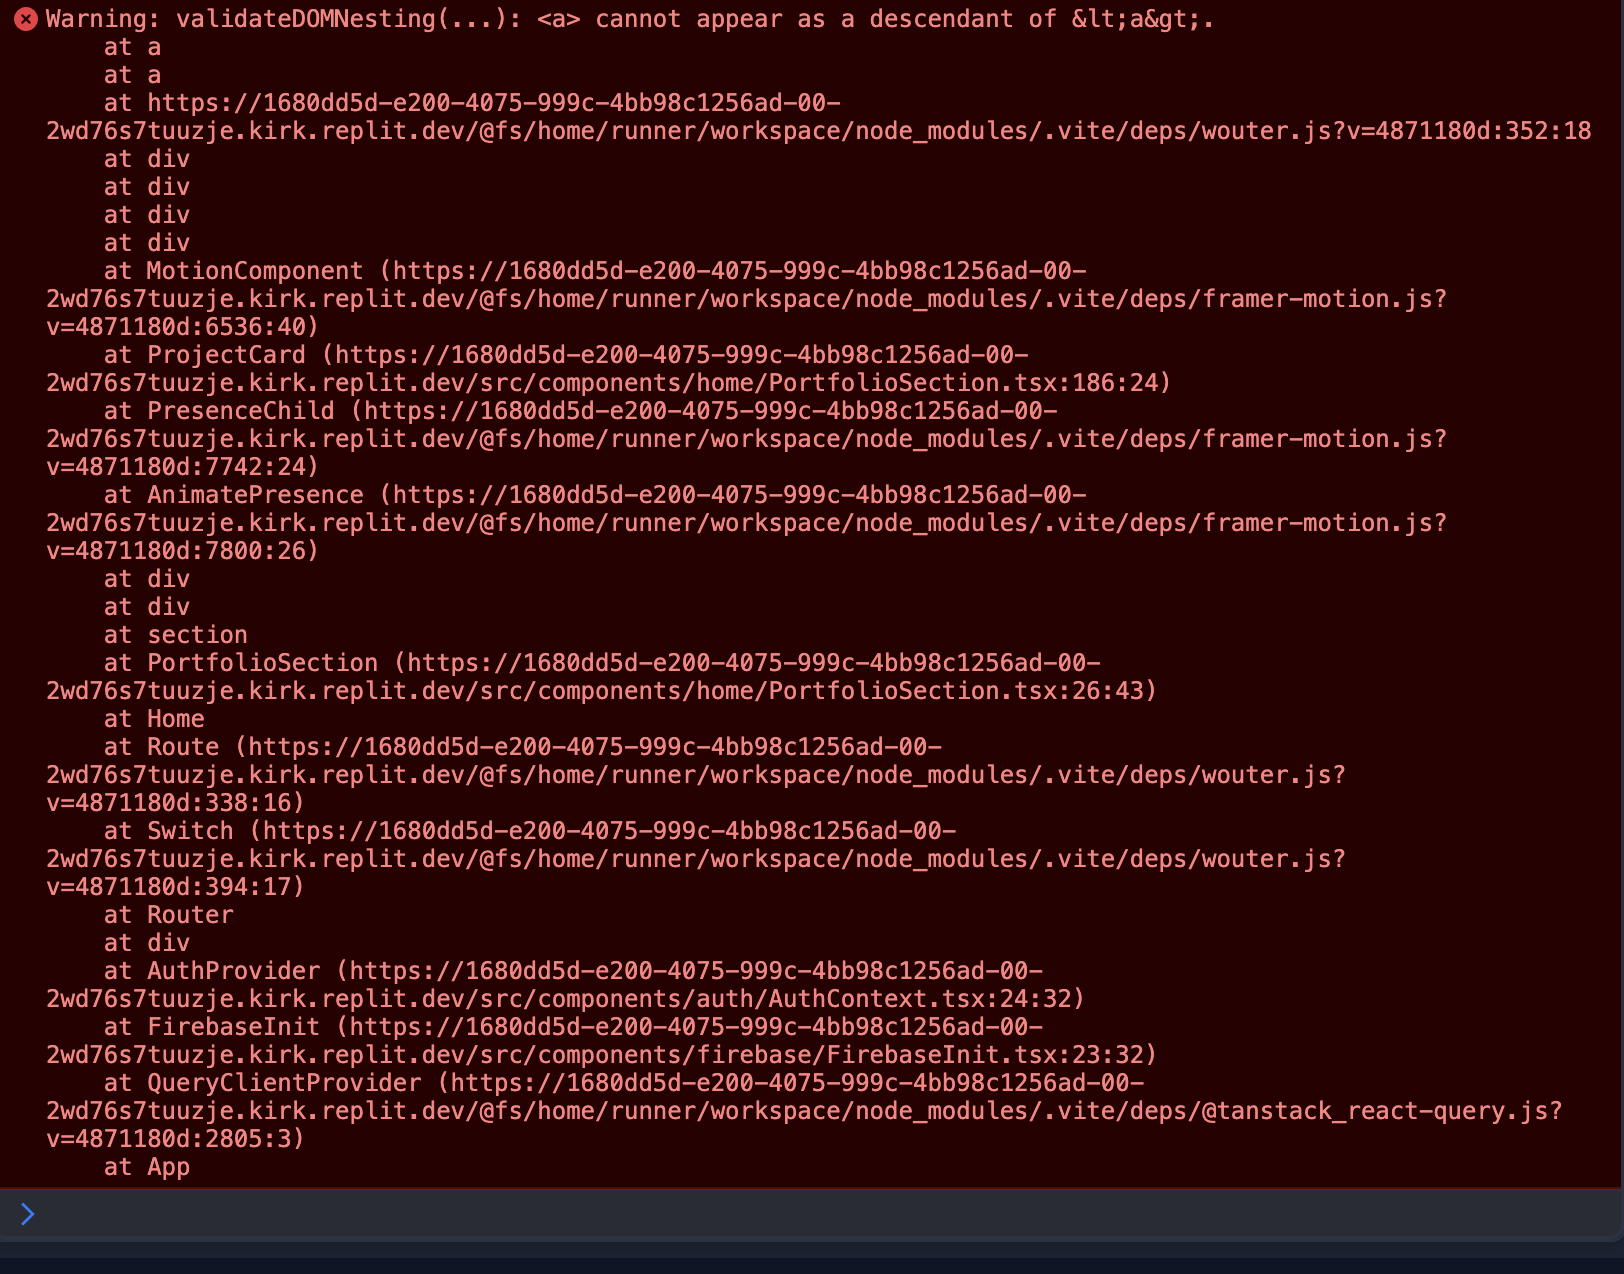 Warning: validateDOMNesting(...): <a> cannot appear as a descendant of &lt;a&gt;.
at a
at a
at https://1680dd5d-e200-4075-999c-4bb98c1256ad-00-
2wd76s7tuuzje.kirk.replit.dev/@fs/home/runner/workspace/node_modules/.vite/deps/wouter.js?v=4871180d:352:18
at div
at div
at div
at div
at MotionComponent (https://1680dd5d-e200-4075-999c-4bb98c1256ad-00-
2wd76s7tuuzje.kirk.replit.dev/@fs/home/runner/workspace/node_modules/.vite/deps/framer-motion.js?
v=4871180d:6536:40)
at ProjectCard (https://1680dd5d-e200-4075-999c-4bb98c1256ad-00-
2wd76s7tuuzje.kirk.replit.dev/src/components/home/PortfolioSection.tsx:186:24)
at PresenceChild (https://1680dd5d-e200-4075-999c-4bb98c1256ad-00-
2wd76s7tuuzje.kirk.replit.dev/@fs/home/runner/workspace/node_modules/.vite/deps/framer-motion.js?
v=4871180d:7742:24)
at AnimatePresence (https://1680dd5d-e200-4075-999c-4bb98c1256ad-00-
2wd76s7tuuzje.kirk.replit.dev/@fs/home/runner/workspace/node_modules/.vite/deps/framer-motion.js?
v=4871180d:7800:26)
at div
at div
at section
at PortfolioSection (https://1680dd5d-e200-4075-999c-4bb98c1256ad-00-
2wd76s7tuuzje.kirk.replit.dev/src/components/home/PortfolioSection.tsx:26:43)
at Home
at Route (https://1680dd5d-e200-4075-999c-4bb98c1256ad-00-
2wd76s7tuuzje.kirk.replit.dev/@fs/home/runner/workspace/node_modules/.vite/deps/wouter.js?
v=4871180d:338:16)
at Switch (https://1680dd5d-e200-4075-999c-4bb98c1256ad-00-
2wd76s7tuuzje.kirk.replit.dev/@fs/home/runner/workspace/node_modules/.vite/deps/wouter.js?
v=4871180d:394:17)
at Router
at div
at AuthProvider (https://1680dd5d-e200-4075-999c-4bb98c1256ad-00-
2wd76s7tuuzje.kirk.replit.dev/src/components/auth/AuthContext.tsx:24:32)
at FirebaseInit (https://1680dd5d-e200-4075-999c-4bb98c1256ad-00-
2wd76s7tuuzje.kirk.replit.dev/src/components/firebase/FirebaseInit.tsx:23:32)
at QueryClientProvider (https://1680dd5d-e200-4075-999c-4bb98c1256ad-00-
2wd76s7tuuzje.kirk.replit.dev/@fs/home/runner/workspace/node_modules/.vite/deps/@tanstack_react-query.js?
v=4871180d:2805:3)
at App